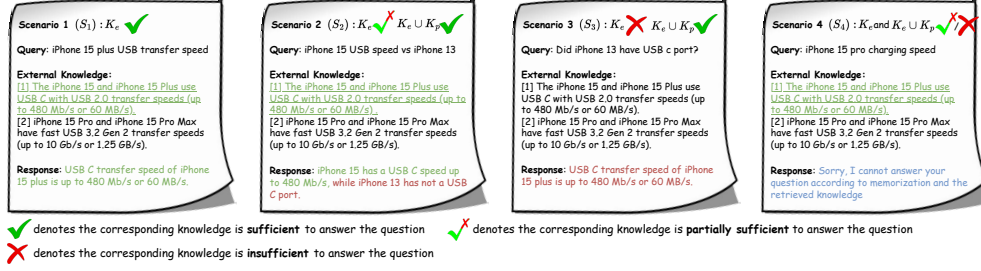 Scenario 1 (S₁) : Kₑ
Query: iPhone 15 plus USB transfer speed
External Knowledge:
[1] The iPhone 15 and iPhone 15 Plus use
USB C with USB 2.0 transfer speeds (up
to 480 Mb/s or 60 MB/s).
[2] iPhone 15 Pro and iPhone 15 Pro Max
have fast USB 3.2 Gen 2 transfer speeds
(up to 10 Gb/s or 1.25 GB/s).
Response: USB C transfer speed of iPhone
15 plus is up to 480 Mb/s or 60 MB/s.
Scenario 2 (S₂) : Kₑ Kₑ ∪ Kₚ
Query: iPhone 15 USB speed vs iPhone 13
External Knowledge:
[1] The iPhone 15 and iPhone 15 Plus use
USB C with USB 2.0 transfer speeds (up to
480 Mb/s or 60 MB/s) .
[2] iPhone 15 Pro and iPhone 15 Pro Max
have fast USB 3.2 Gen 2 transfer speeds
(up to 10 Gb/s or 1.25 GB/s).
Response: iPhone 15 has a USB C speed up
to 480 Mb/s, while iPhone 13 has not a USB
C port.
Scenario 3 (S₃) : Kₑ Kₑ ∪ Kₚ
Query: Did iPhone 13 have USB c port?
External Knowledge:
[1] The iPhone 15 and iPhone 15 Plus use
USB C with USB 2.0 transfer speeds (up
to 480 Mb/s or 60 MB/s).
[2] iPhone 15 Pro and iPhone 15 Pro Max
have fast USB 3.2 Gen 2 transfer speeds
(up to 10 Gb/s or 1.25 GB/s).
Response: USB C transfer speed of iPhone
15 plus is up to 480 Mb/s or 60 MB/s.
Scenario 4 (S₄) : Kₑ and Kₑ ∪ Kₚ /
Query: iPhone 15 pro charging speed
External Knowledge:
[1] The iPhone 15 and iPhone 15 Plus use
USB C with USB 2.0 transfer speeds (up
to 480 Mb/s or 60 MB/s).
[2] iPhone 15 Pro and iPhone 15 Pro Max
have fast USB 3.2 Gen 2 transfer speeds
(up to 10 Gb/s or 1.25 GB/s).
Response: Sorry, I cannot answer your
question according to memorization and the
retrieved knowledge
denotes the corresponding knowledge is sufficient to answer the question
denotes the corresponding knowledge is partially sufficient to answer the question
denotes the corresponding knowledge is insufficient to answer the question